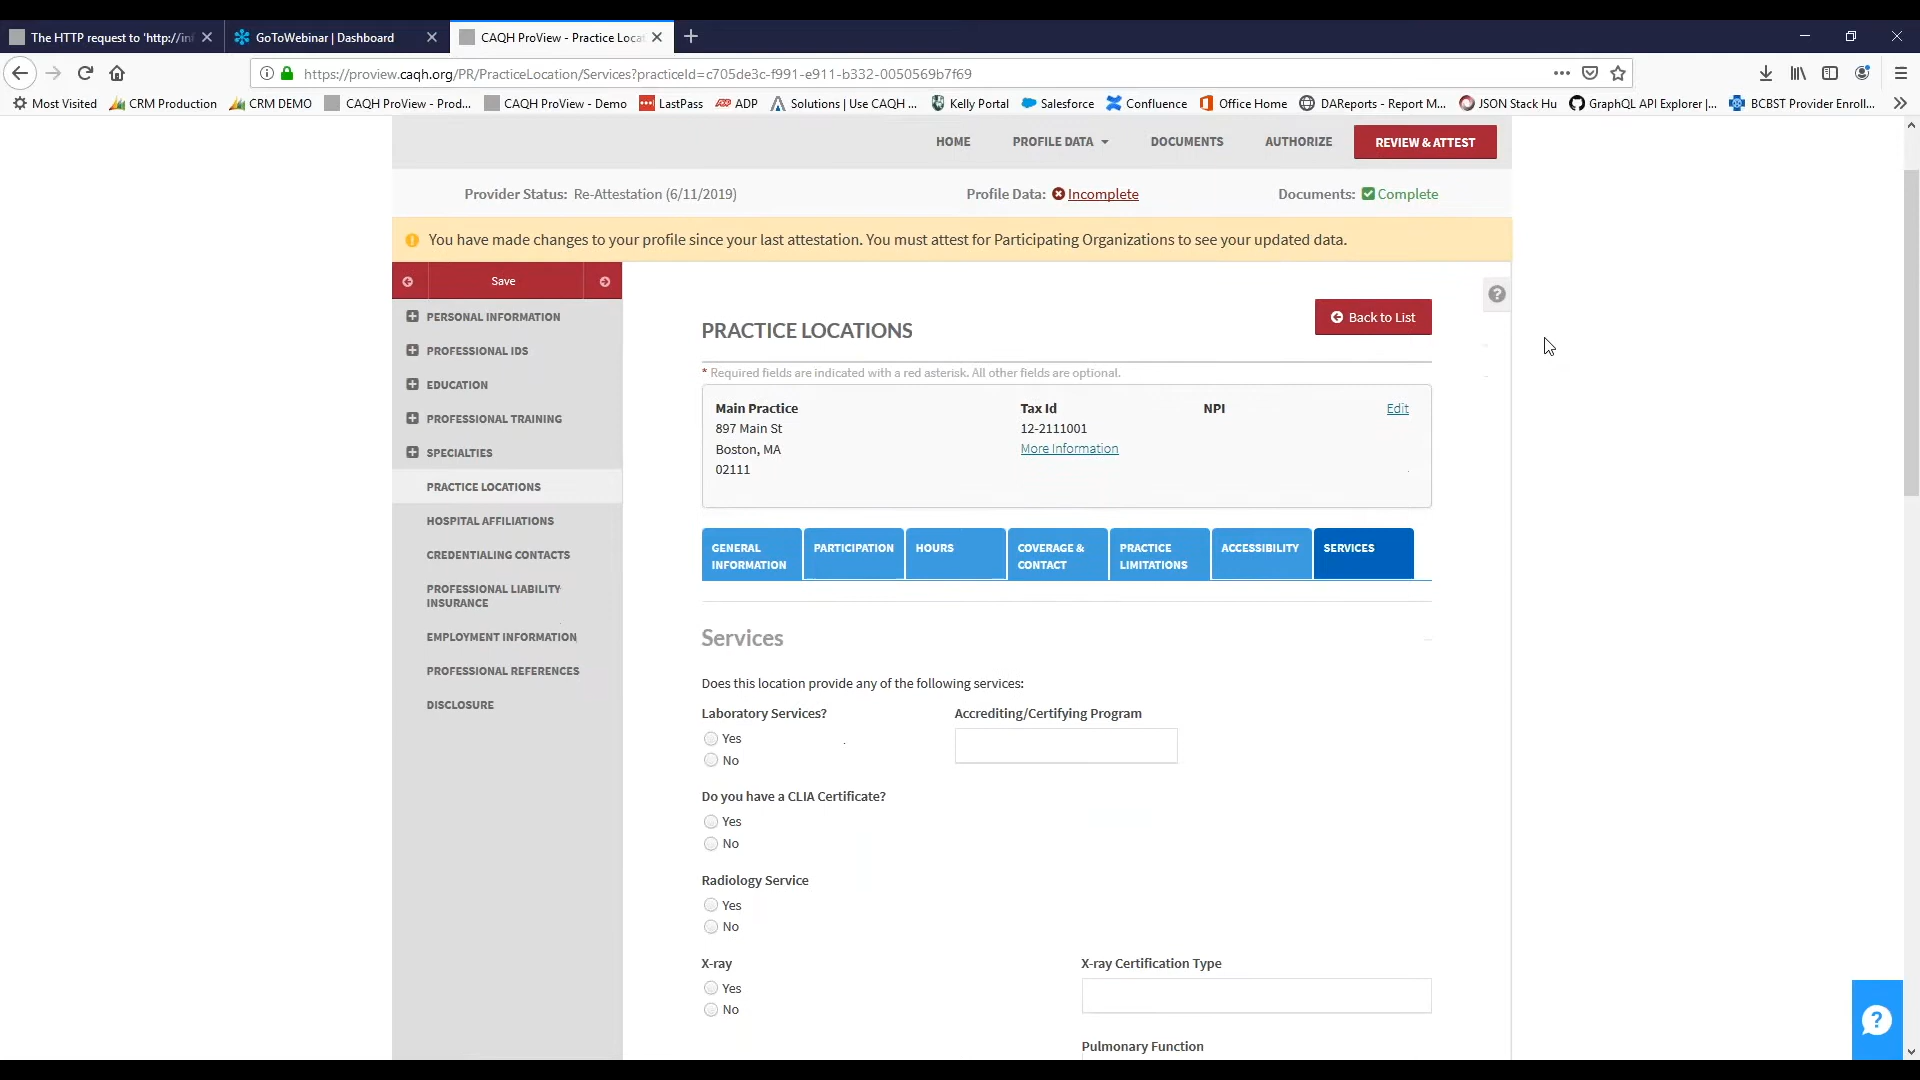 The HTTP request to 'http://in
GoToWebinar | Dashboard
CAQH ProView - Practice Loca
https://proview.caqh.org/PR/PracticeLocation/Services?practiceId=c705de3c-f991-e911-b332-0050569b7f69
Most Visited CRM Production CRM DEMO CAQH ProView - Prod... CAQH ProView - Demo LastPass ADP Solutions | Use CAQH ... Kelly Portal Salesforce Confluence Office Home DAReports - Report M... JSON Stack Hu GraphQL API Explorer |... BCBST Provider Enroll...
HOME PROFILE DATA DOCUMENTS AUTHORIZE REVIEW & ATTEST
Provider Status: Re-Attestation (6/11/2019) Profile Data: Incomplete Documents: Complete
You have made changes to your profile since your last attestation. You must attest for Participating Organizations to see your updated data.
Save
PERSONAL INFORMATION
PROFESSIONAL IDS
EDUCATION
PROFESSIONAL TRAINING
SPECIALTIES
PRACTICE LOCATIONS
HOSPITAL AFFILIATIONS
CREDENTIALING CONTACTS
PROFESSIONAL LIABILITY
INSURANCE
EMPLOYMENT INFORMATION
PROFESSIONAL REFERENCES
DISCLOSURE
Back to List
PRACTICE LOCATIONS
* Required fields are indicated with a red asterisk. All other fields are optional.
Main Practice Tax Id NPI Edit
897 Main St 12-2111001
Boston, MA More Information
02111
GENERAL INFORMATION
PARTICIPATION
HOURS
COVERAGE & CONTACT
PRACTICE LIMITATIONS
ACCESSIBILITY
SERVICES
Services
Does this location provide any of the following services:
Laboratory Services? Accrediting/Certifying Program
Yes
No
Do you have a CLIA Certificate?
Yes
No
Radiology Service
Yes
No
X-ray X-ray Certification Type
Yes
No
Pulmonary Function